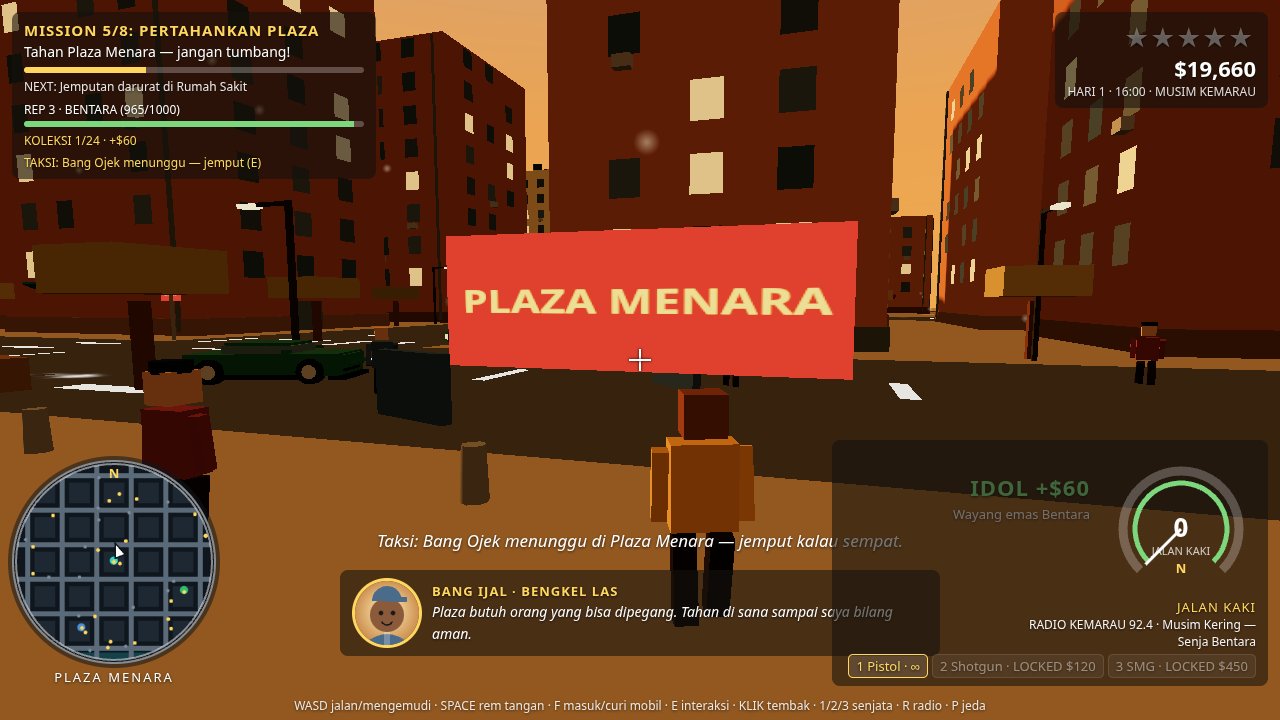 MISSION 5/8: PERTAHANKAN PLAZA
Tahan Plaza Menara — jangan tumbang!
NEXT: Jemputan darurat di Rumah Sakit
REP 3 · BENTARA (965/1000)
KOLEKSI 1/24 · +$60
TAKSI: Bang Ojek menunggu — jemput (E)
★★★★★
$19,660
HARI 1 · 16:00 · MUSIM KEMARAU
PLAZA MENARA
N
PLAZA MENARA
Taksi: Bang Ojek menunggu di Plaza Menara — jemput kalau sempat.
BANG IJAL · BENGKEL LAS
Plaza butuh orang yang bisa dipegang. Tahan di sana sampai saya bilang
aman.
IDOL +$60
Wayang emas Bentara
0
JALAN KAKI
N
JALAN KAKI
RADIO KEMARAU 92.4 · Musim Kering —
Senja Bentara
1 Pistol · ∞
2 Shotgun · LOCKED $120
3 SMG · LOCKED $450
WASD jalan/mengemudi · SPACE rem tangan · F masuk/curi mobil · E interaksi · KLIK tembak · 1/2/3 senjata · R radio · P jeda